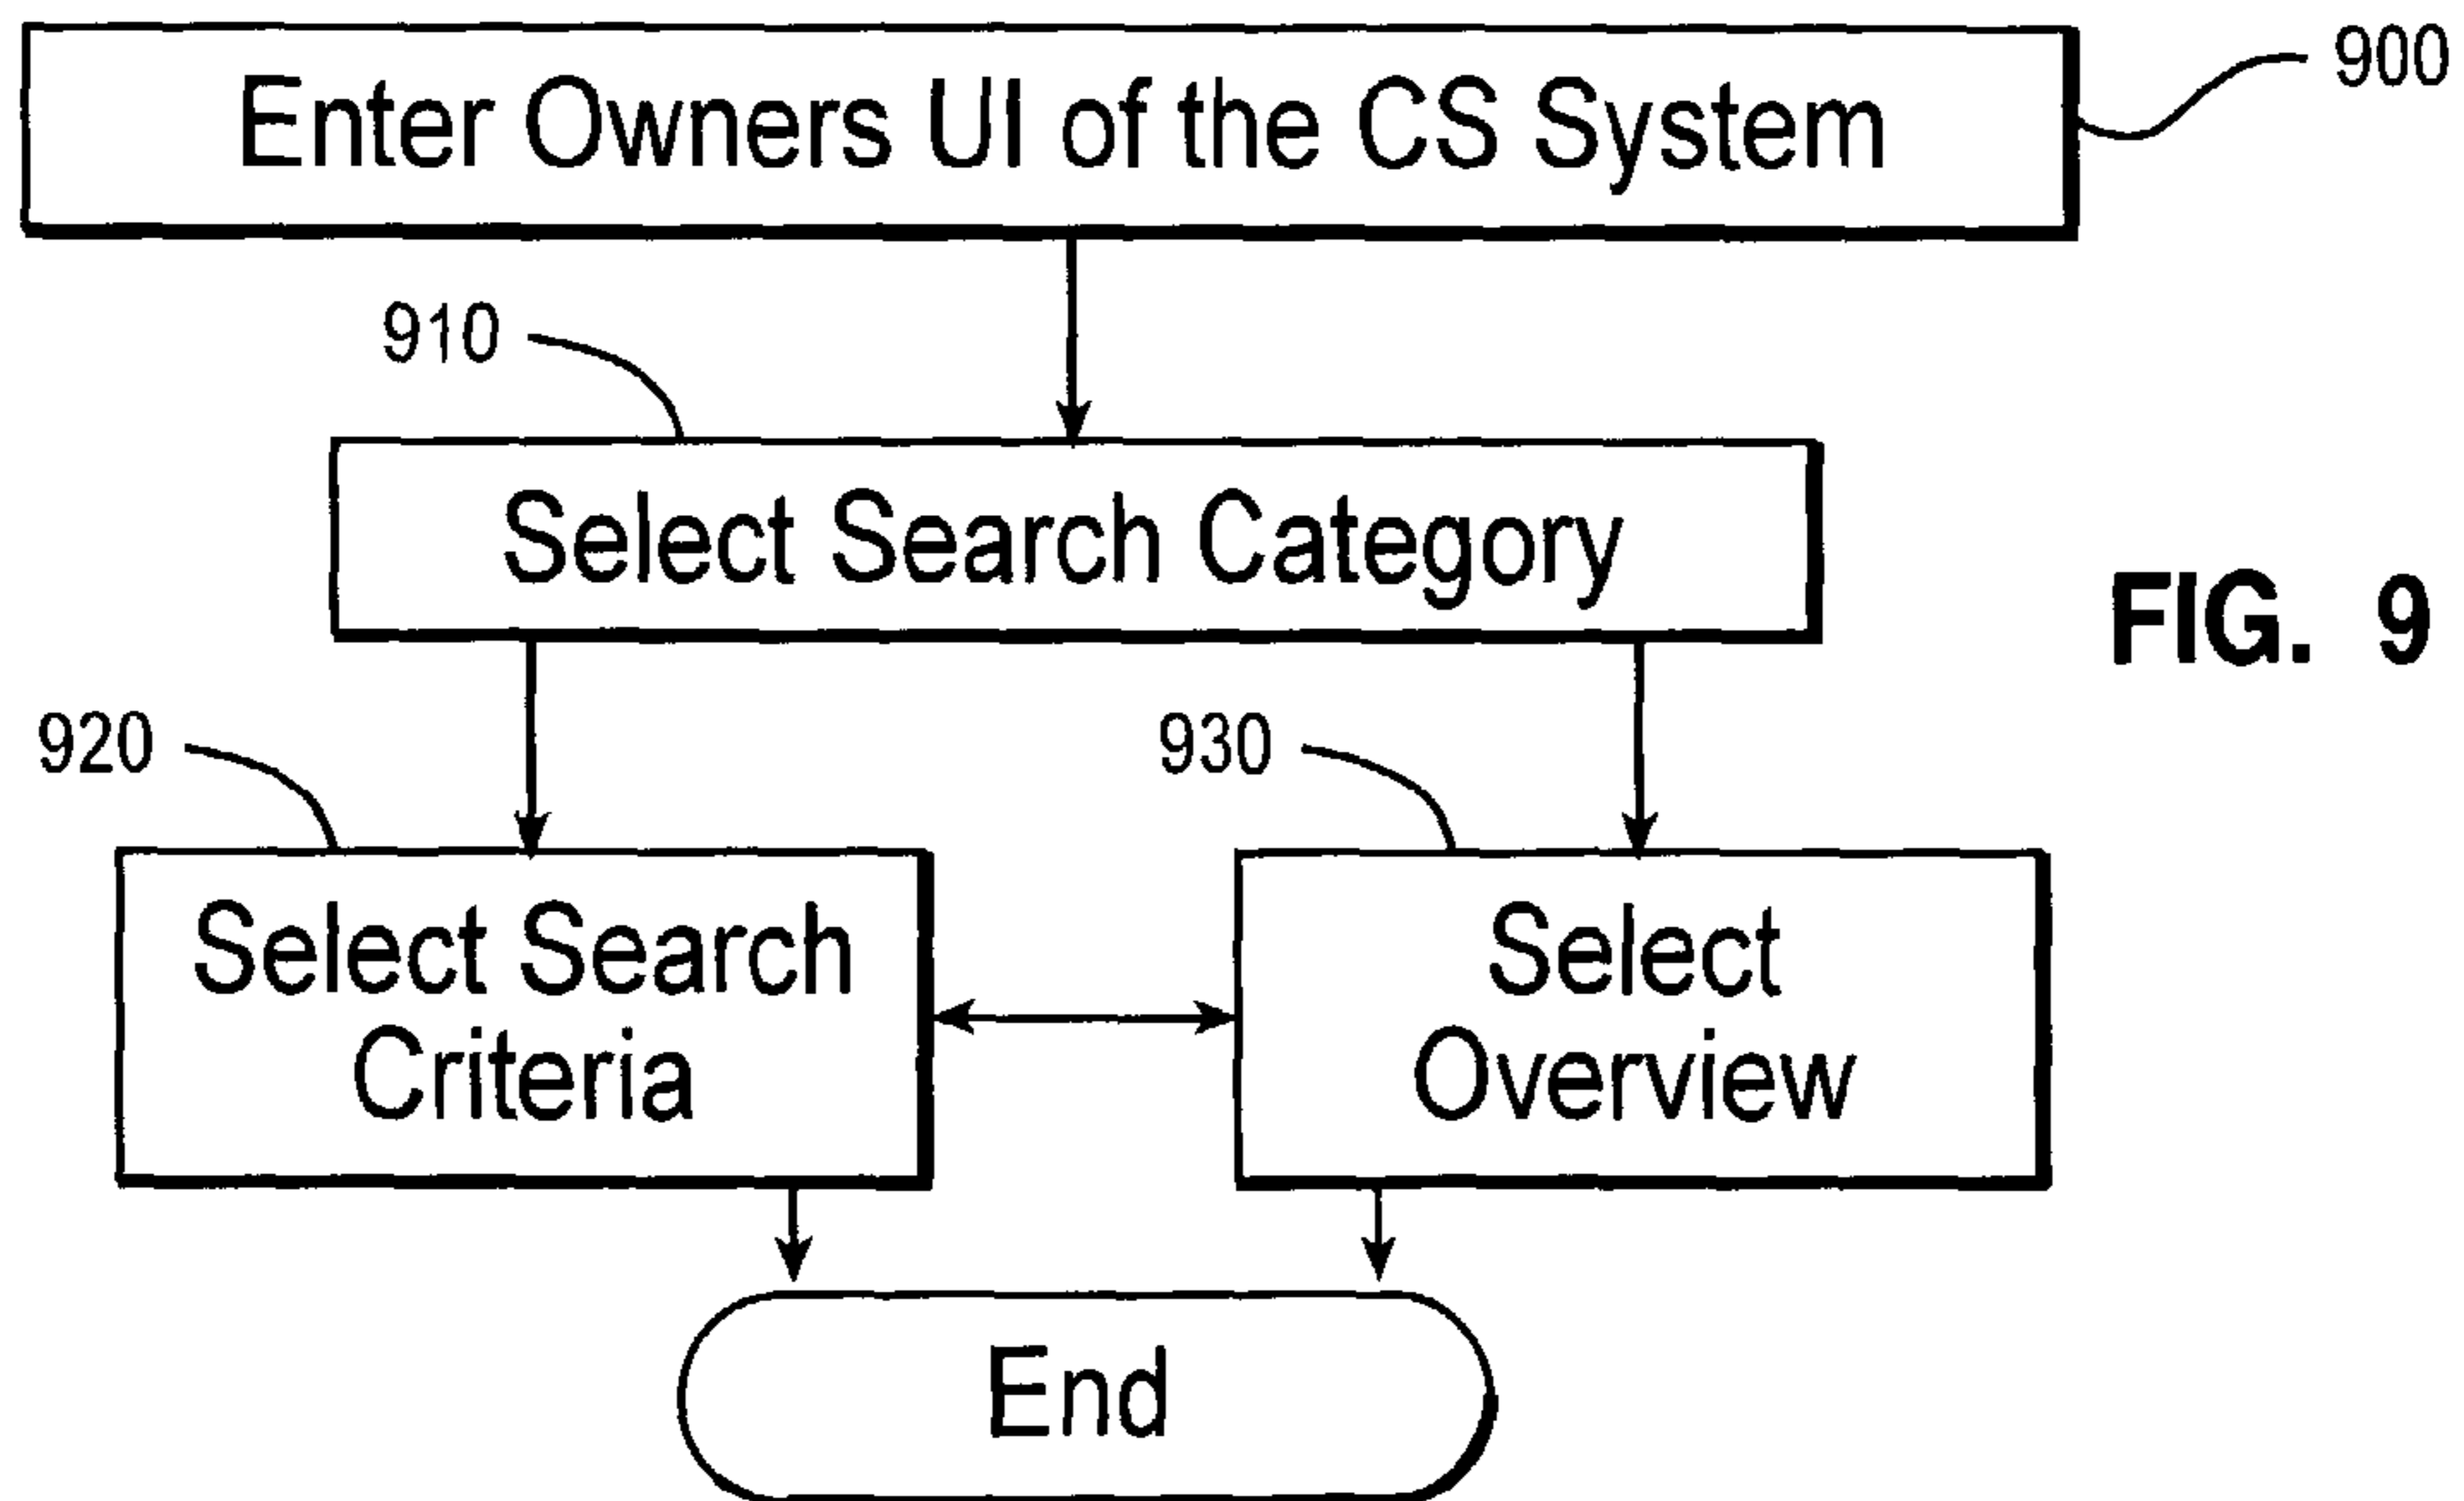 Enter Owners UI of the CS System
900
910
Select Search Category
FIG. 9
920
930
Select Search
Criteria
Select
Overview
End